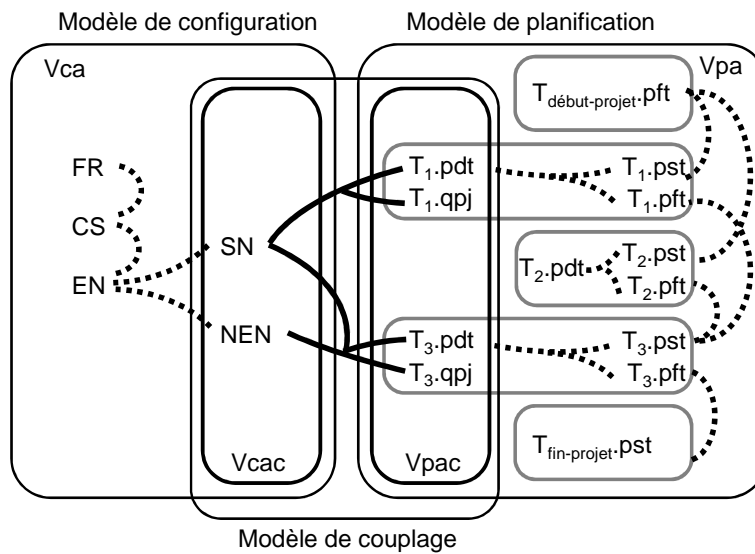 Modèle de configuration
Modèle de planification
Vca
Vpa
T début-projet.pft
FR
T1.pdt
T1.pst
T1.qpj
T1.pft
CS
SN
T2.pst
T2.pdt
EN
T2.pft
NEN
T3.pdt
T3.pst
T3.qpj
T3.pft
T fin-projet.pst
Vcac
Vpac
Modèle de couplage